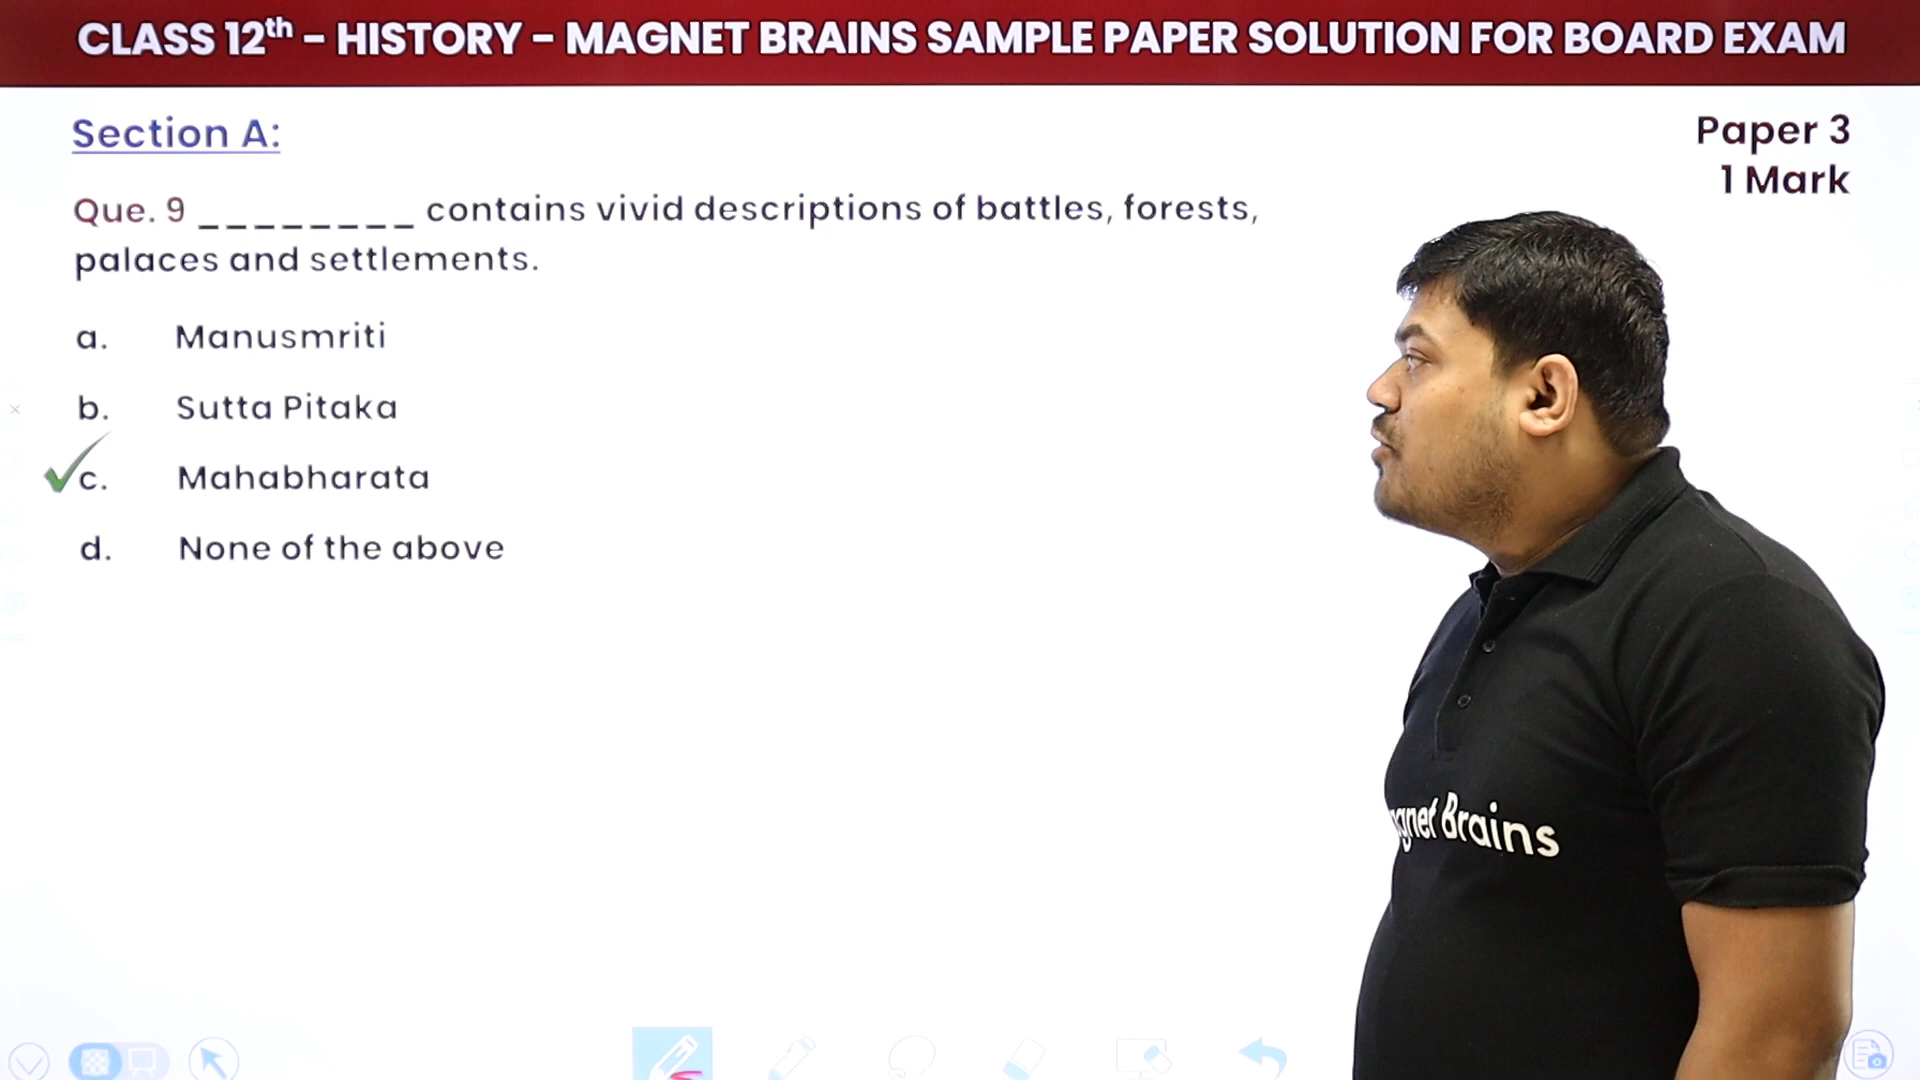 CLASS 12th - HISTORY - MAGNET BRAINS SAMPLE PAPER SOLUTION FOR BOARD EXAM
Section A:
Paper 3
1 Mark
Que. 9 ________ contains vivid descriptions of battles, forests,
palaces and settlements.
a. Manusmriti
b. Sutta Pitaka
c. Mahabharata
d. None of the above
Brains